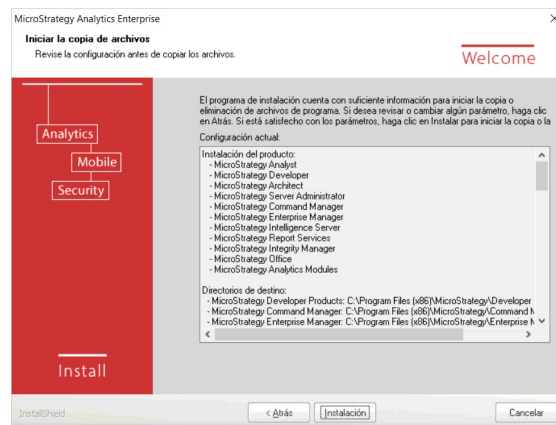 MicroStrategy Analytics Enterprise
Iniciar la copia de archivos
Revise la configuración antes de copiar los archivos.
Welcome
Analytics
Mobile
Security
Install
El programa de instalación cuenta con suficiente información para iniciar la copia o
eliminación de archivos de programa. Si desea revisar o cambiar algún parámetro, haga clic
en Atrás. Si está satisfecho con los parámetros, haga clic en Instalar para iniciar la copia o la
Configuración actual:
Instalación del producto:
- MicroStrategy Analyst
- MicroStrategy Developer
- MicroStrategy Architect
- MicroStrategy Server Administrator
- MicroStrategy Command Manager
- MicroStrategy Enterprise Manager
- MicroStrategy Intelligence Server
- MicroStrategy Report Services
- MicroStrategy Integrity Manager
- MicroStrategy Office
- MicroStrategy Analytics Modules
Directorios de destino:
- MicroStrategy Developer Products: C:\Program Files (x86)\MicroStrategy\Developer
- MicroStrategy Command Manager: C:\Program Files (x86)\MicroStrategy\Command M
- MicroStrategy Enterprise Manager: C:\Program Files (x86)\MicroStrategy\Enterprise M
InstallShield
< Atrás
Instalación
Cancelar